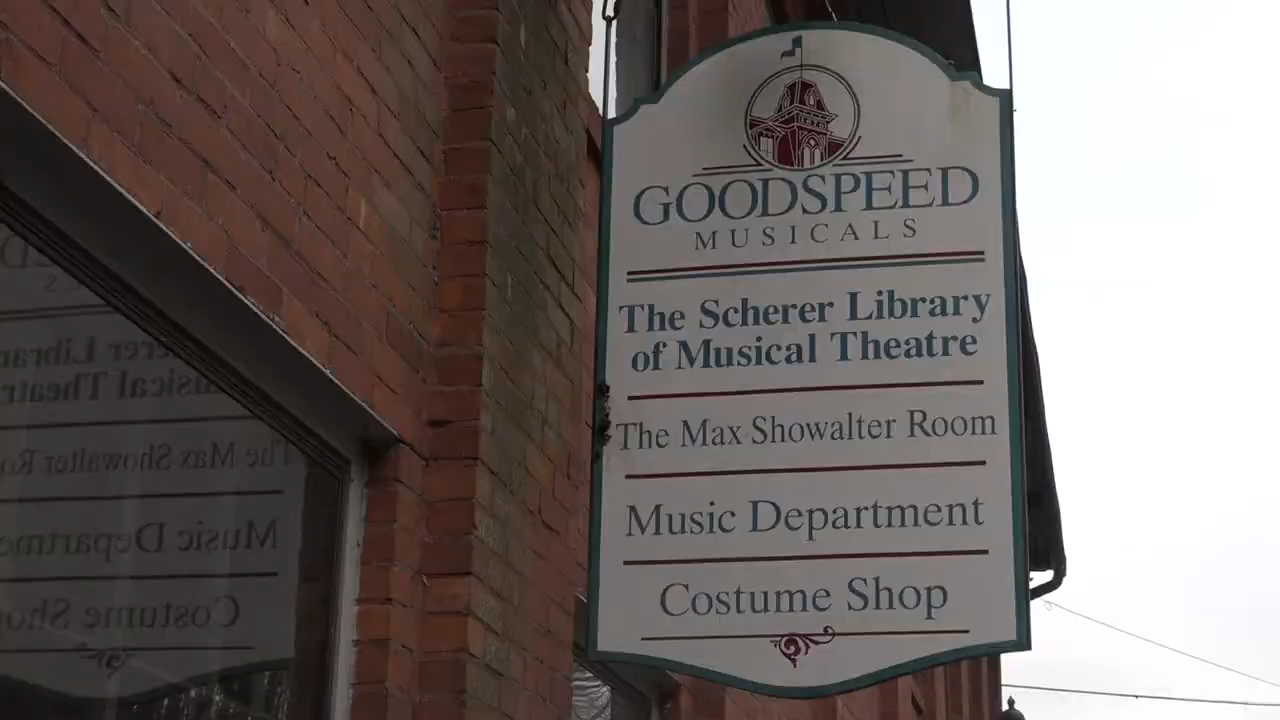 GOODSPEED
MUSICALS
The Scherer Library
of Musical Theatre
The Max Showalter Room
Music Department
Costume Shop